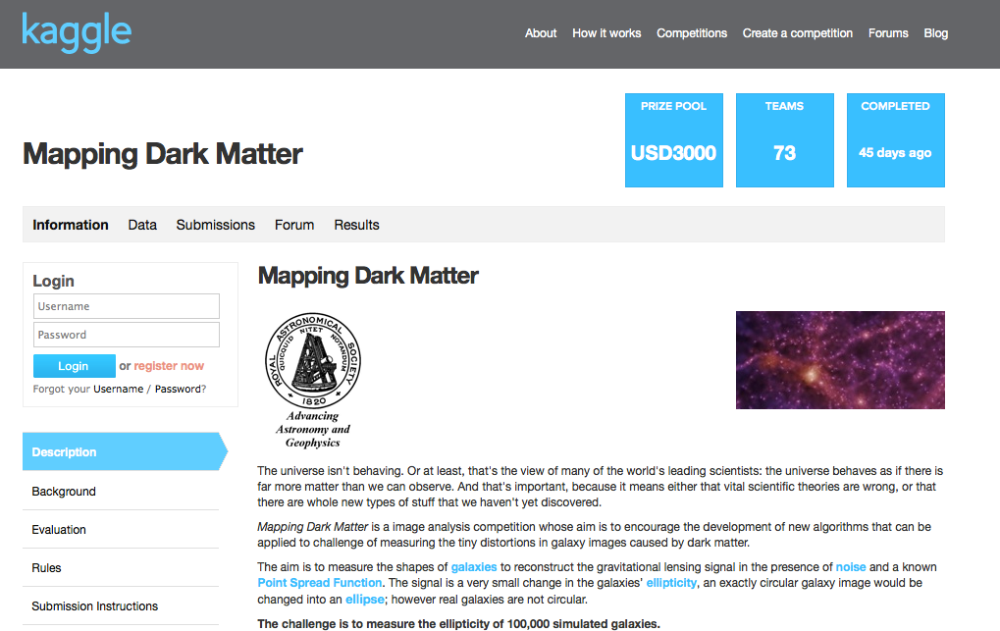 kaggle
About How it works Competitions Create a competition Forums Blog
PRIZE POOL
USD3000
TEAMS
73
COMPLETED
45 days ago
Mapping Dark Matter
Information Data Submissions Forum Results
Login
Username
Password
Login or register now
Forgot your Username / Password?
Description
Background
Evaluation
Rules
Submission Instructions
Mapping Dark Matter
ROYAL ASTRONOMICAL SOCIETY
QUICQUID NITET NOTANDUM
1820
Advancing
Astronomy and
Geophysics
The universe isn't behaving. Or at least, that's the view of many of the world's leading scientists: the universe behaves as if there is
far more matter than we can observe. And that's important, because it means either that vital scientific theories are wrong, or that
there are whole new types of stuff that we haven't yet discovered.
Mapping Dark Matter is a image analysis competition whose aim is to encourage the development of new algorithms that can be
applied to challenge of measuring the tiny distortions in galaxy images caused by dark matter.
The aim is to measure the shapes of galaxies to reconstruct the gravitational lensing signal in the presence of noise and a known
Point Spread Function. The signal is a very small change in the galaxies' ellipticity, an exactly circular galaxy image would be
changed into an ellipse; however real galaxies are not circular.
The challenge is to measure the ellipticity of 100,000 simulated galaxies.